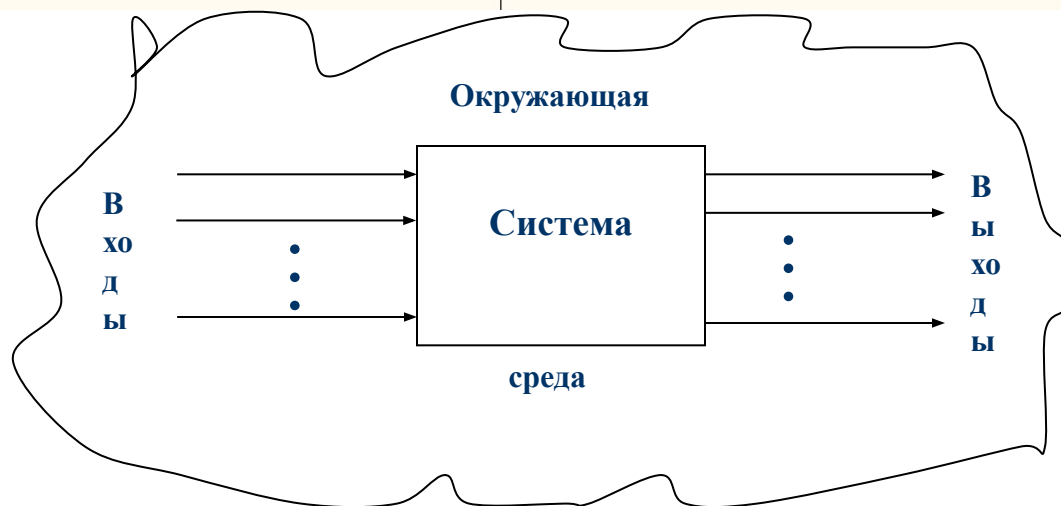 Окружающая
В
хо
д
ы
Система
В
ы
хо
д
ы
среда